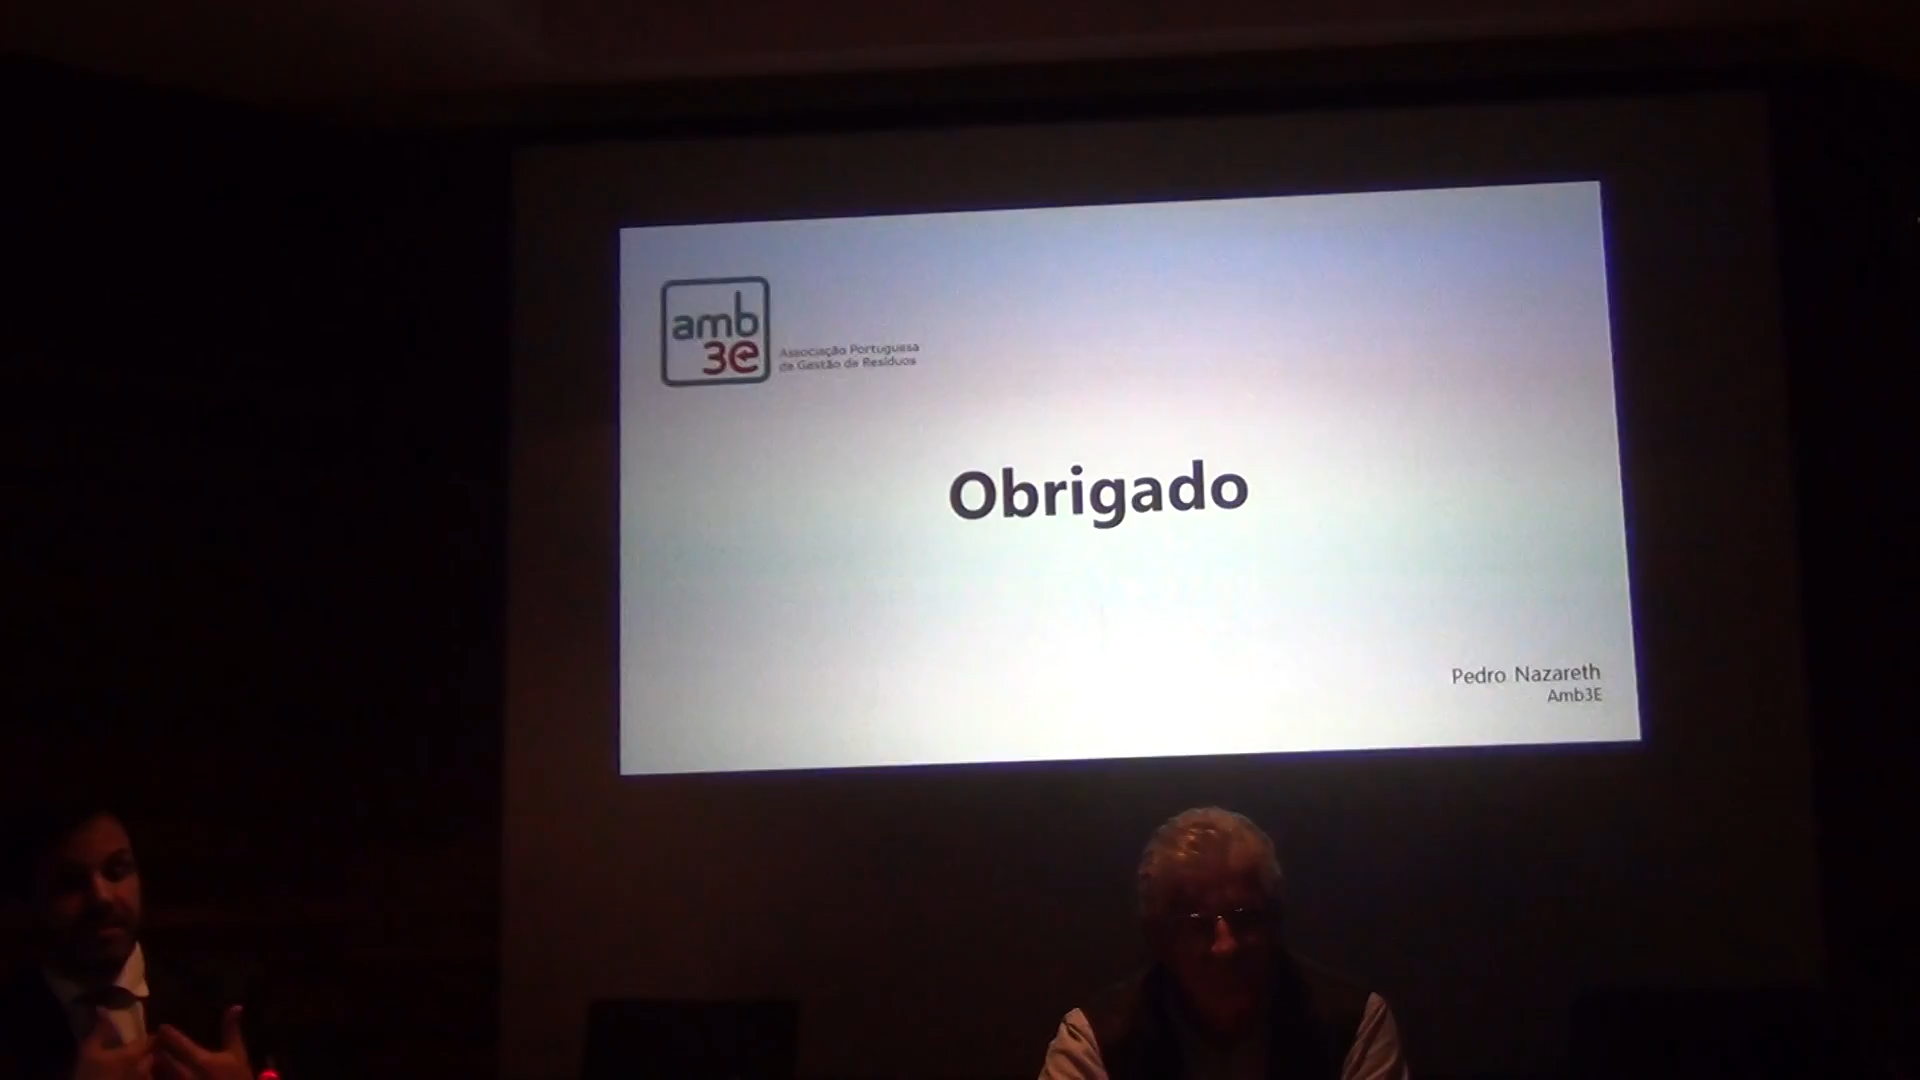 amb
3e
Associação Portuguesa
de Gestão de Resíduos
Obrigado
Pedro Nazareth
Amb3E